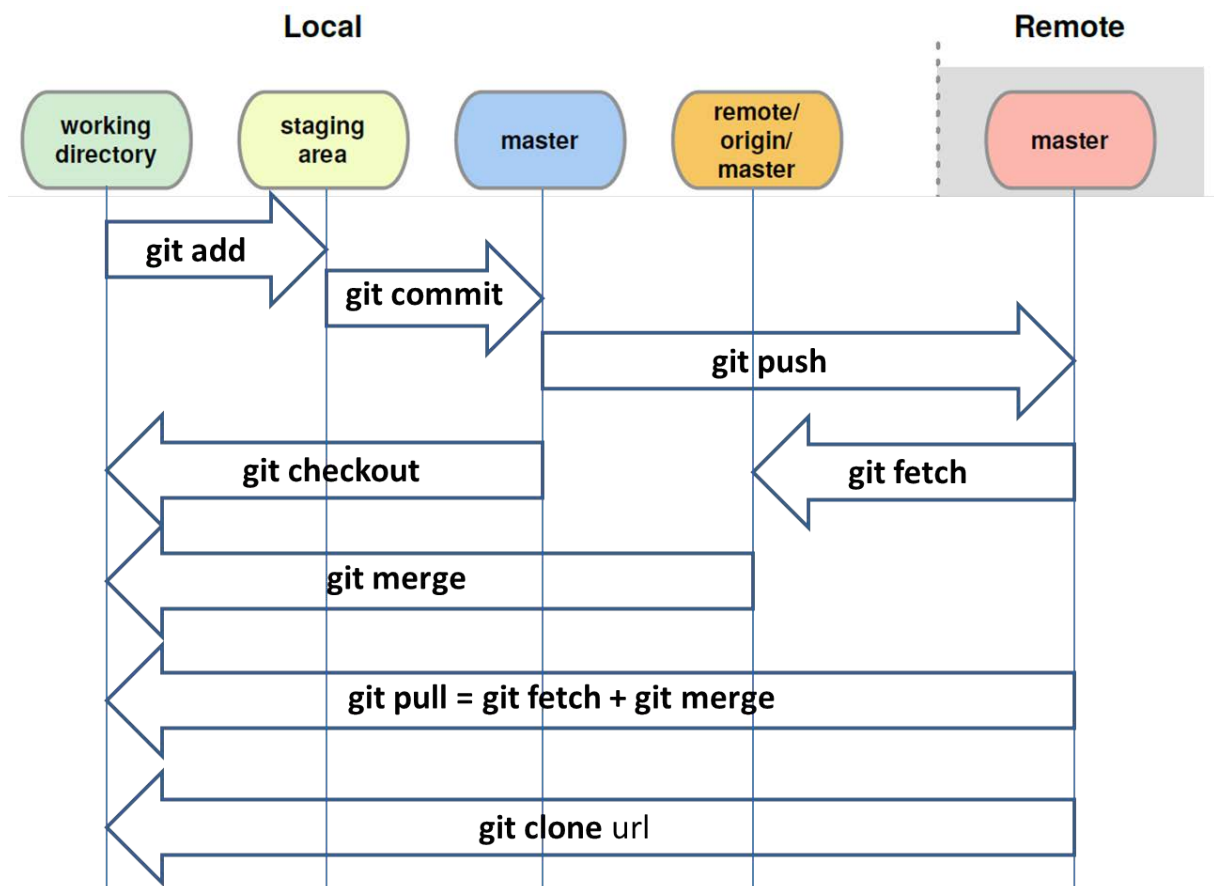 Local
Remote
working
directory
staging
area
master
remote/
origin/
master
master
git add
git commit
git push
git checkout
git fetch
git merge
git pull = git fetch + git merge
git clone url